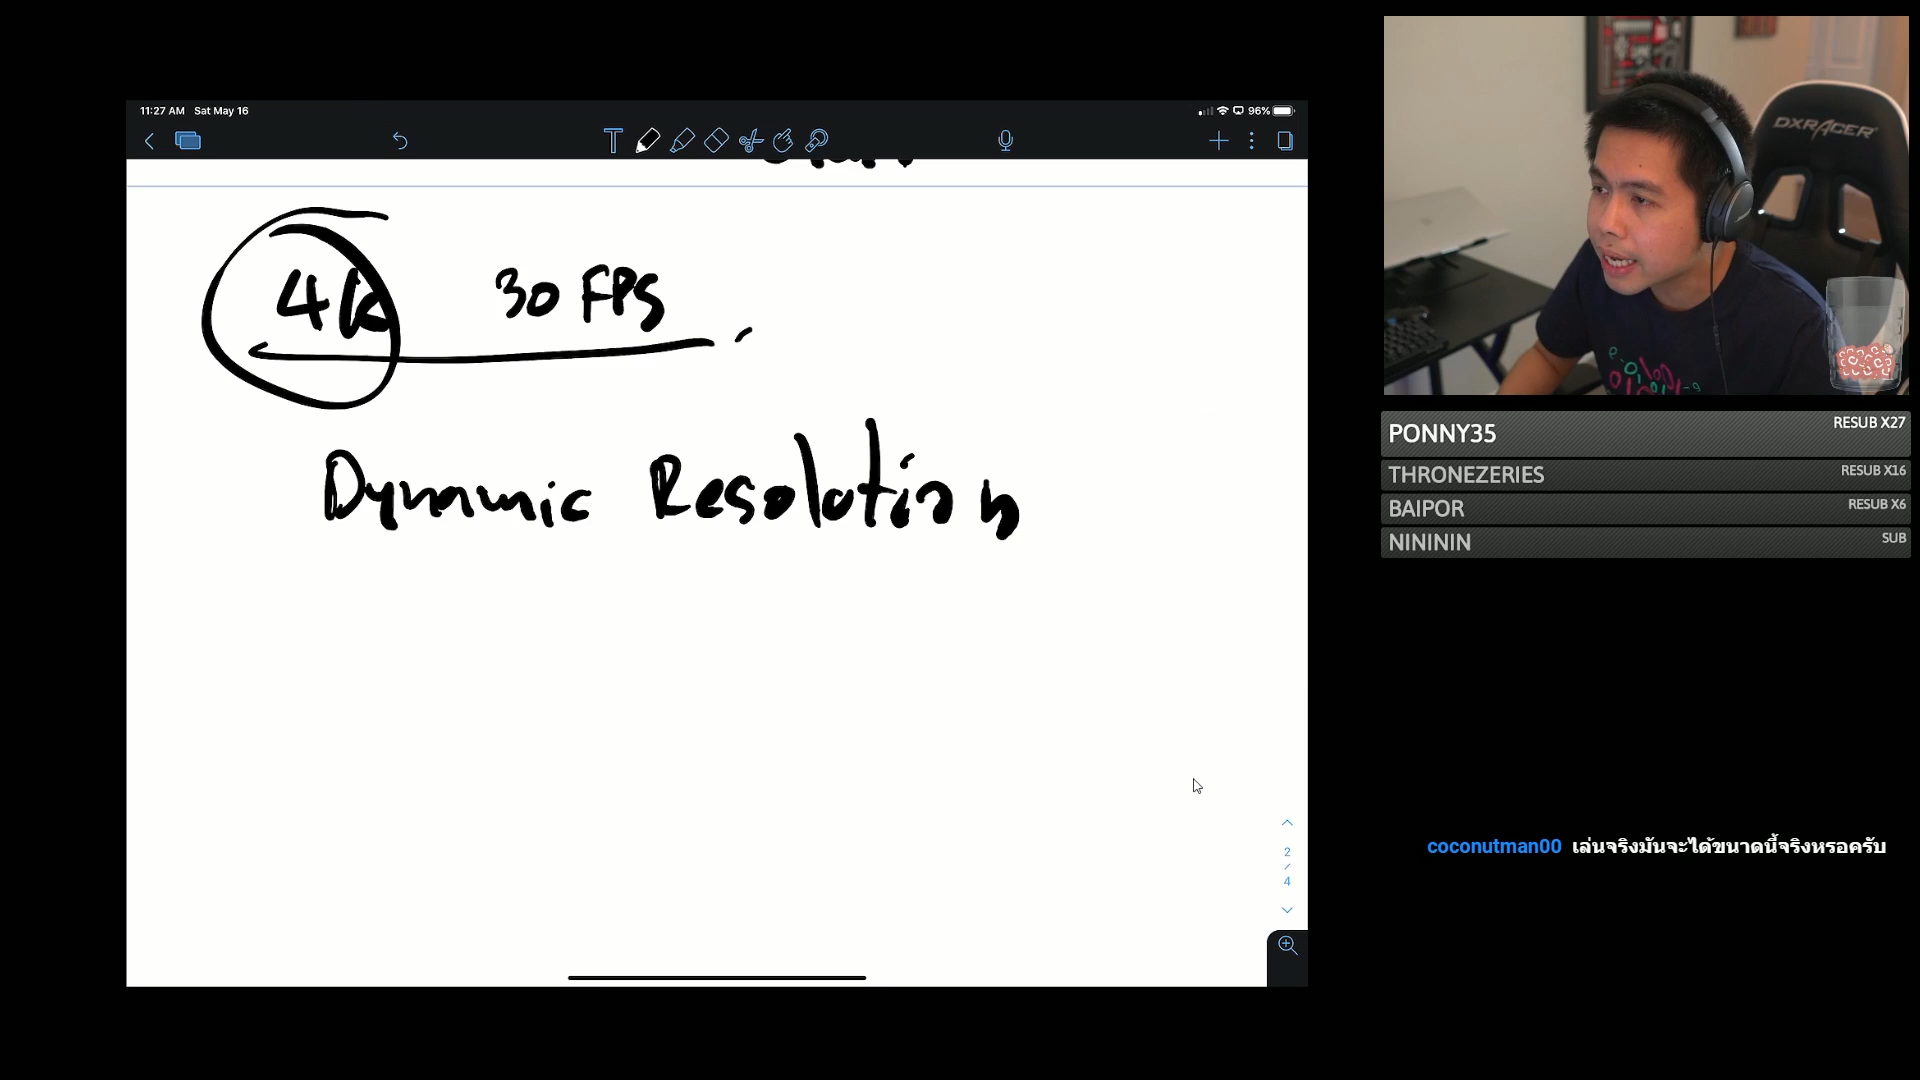 11:27 AM Sat May 16
96%
4k 30 FPS
Dynamic Resolution
2
/
4
DXRACER
PONNY35 RESUB X27
THRONEZERIES RESUB X16
BAIPOR RESUB X6
NINININ SUB
coconutman00 เล่นจริงมันจะได้ขนาดนี้จริงหรอครับ